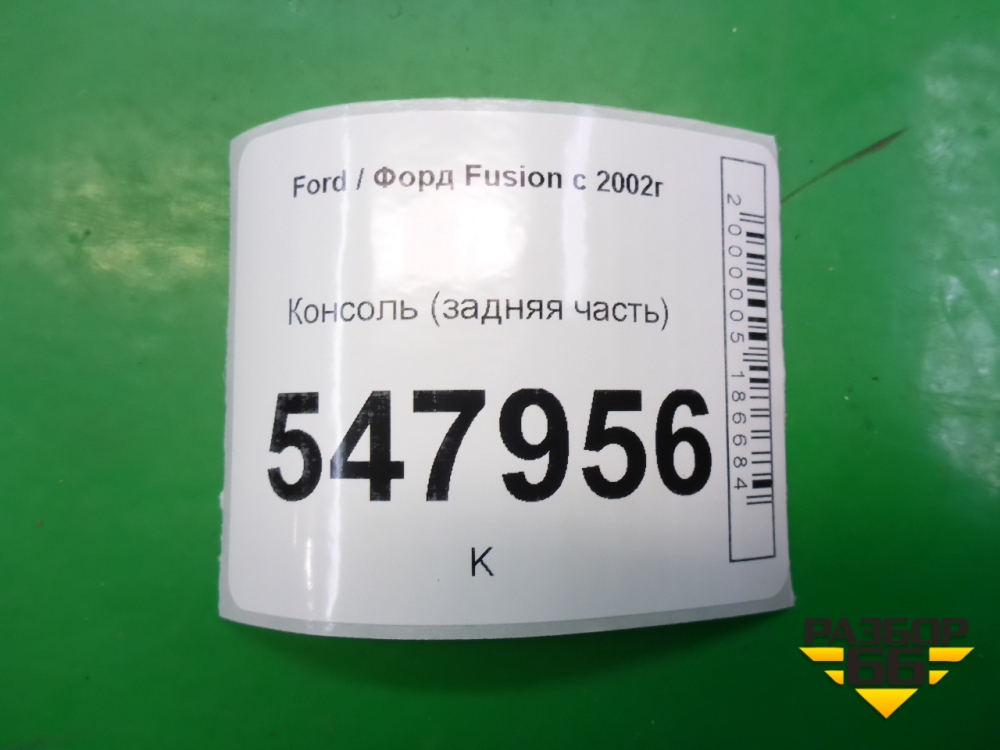 Ford / Форд Fusion с 2002г
Консоль (задняя часть)
547956
К
2000005186684
РАЗБОР
66